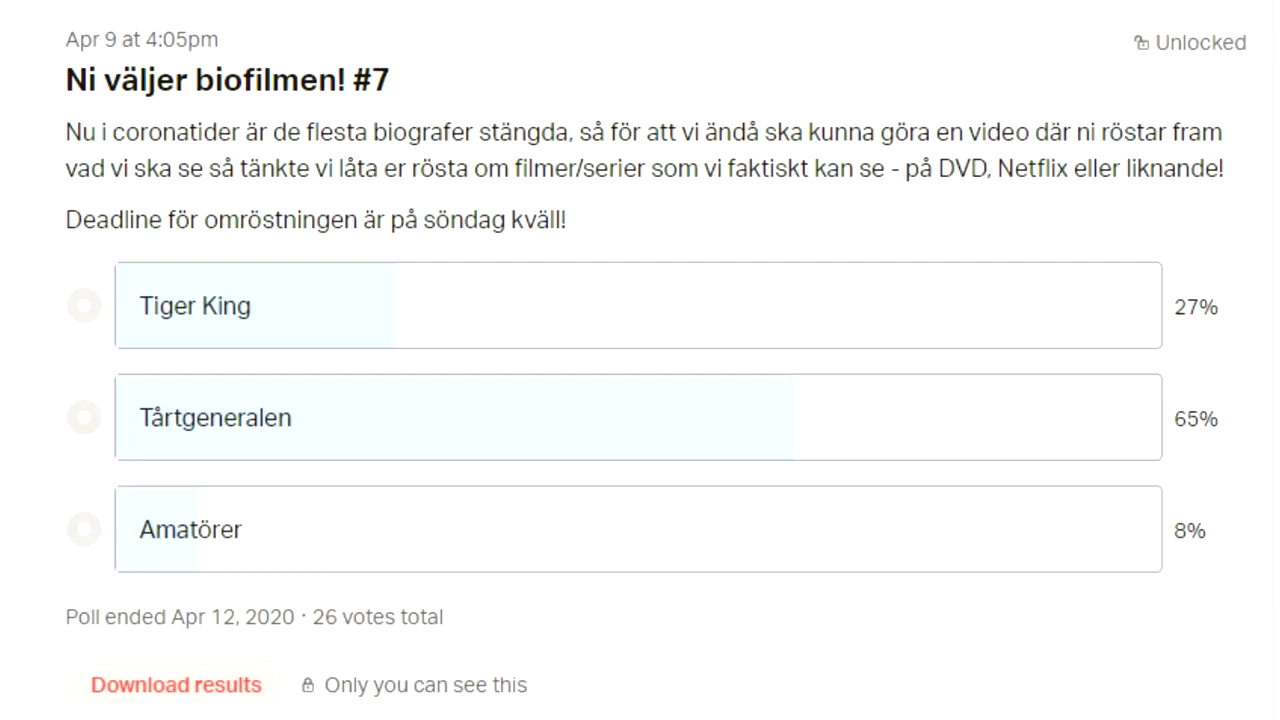 Apr 9 at 4:05pm
Unlocked
Ni väljer biofilmen! #7
Nu i coronatider är de flesta biografer stängda, så för att vi ändå ska kunna göra en video där ni röstar fram
vad vi ska se så tänkte vi låta er rösta om filmer/serier som vi faktiskt kan se - på DVD, Netflix eller liknande!
Deadline för omröstningen är på söndag kväll!
Tiger King
27%
Tårtgeneralen
65%
Amatörer
8%
Poll ended Apr 12, 2020 · 26 votes total
Download results
Only you can see this